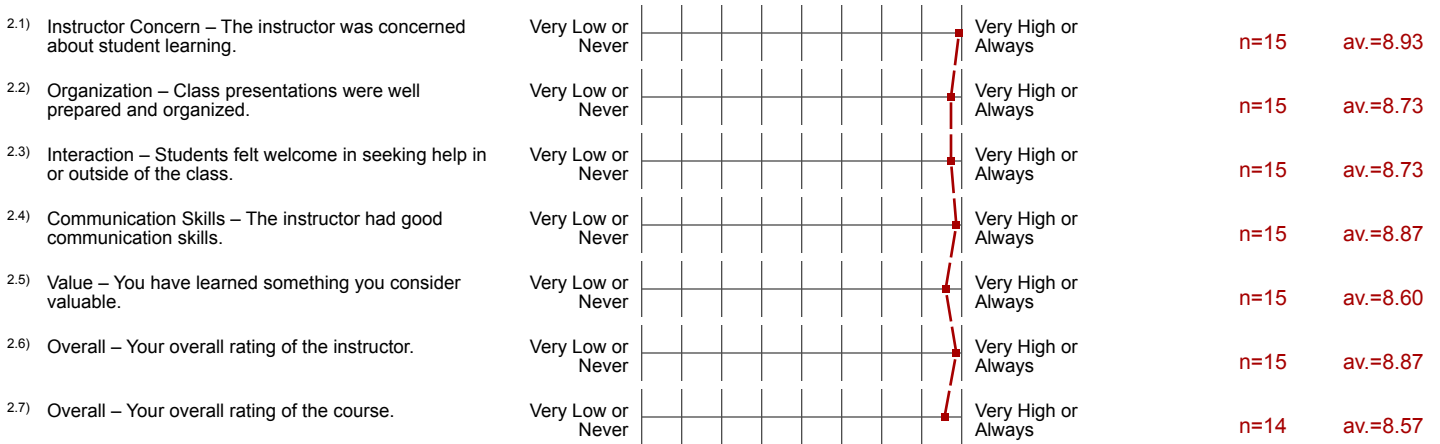 2.1) Instructor Concern – The instructor was concerned about student learning. Very Low or Never Very High or Always n=15 av.=8.93
2.2) Organization – Class presentations were well prepared and organized. Very Low or Never Very High or Always n=15 av.=8.73
2.3) Interaction – Students felt welcome in seeking help in or outside of the class. Very Low or Never Very High or Always n=15 av.=8.73
2.4) Communication Skills – The instructor had good communication skills. Very Low or Never Very High or Always n=15 av.=8.87
2.5) Value – You have learned something you consider valuable. Very Low or Never Very High or Always n=15 av.=8.60
2.6) Overall – Your overall rating of the instructor. Very Low or Never Very High or Always n=15 av.=8.87
2.7) Overall – Your overall rating of the course. Very Low or Never Very High or Always n=14 av.=8.57